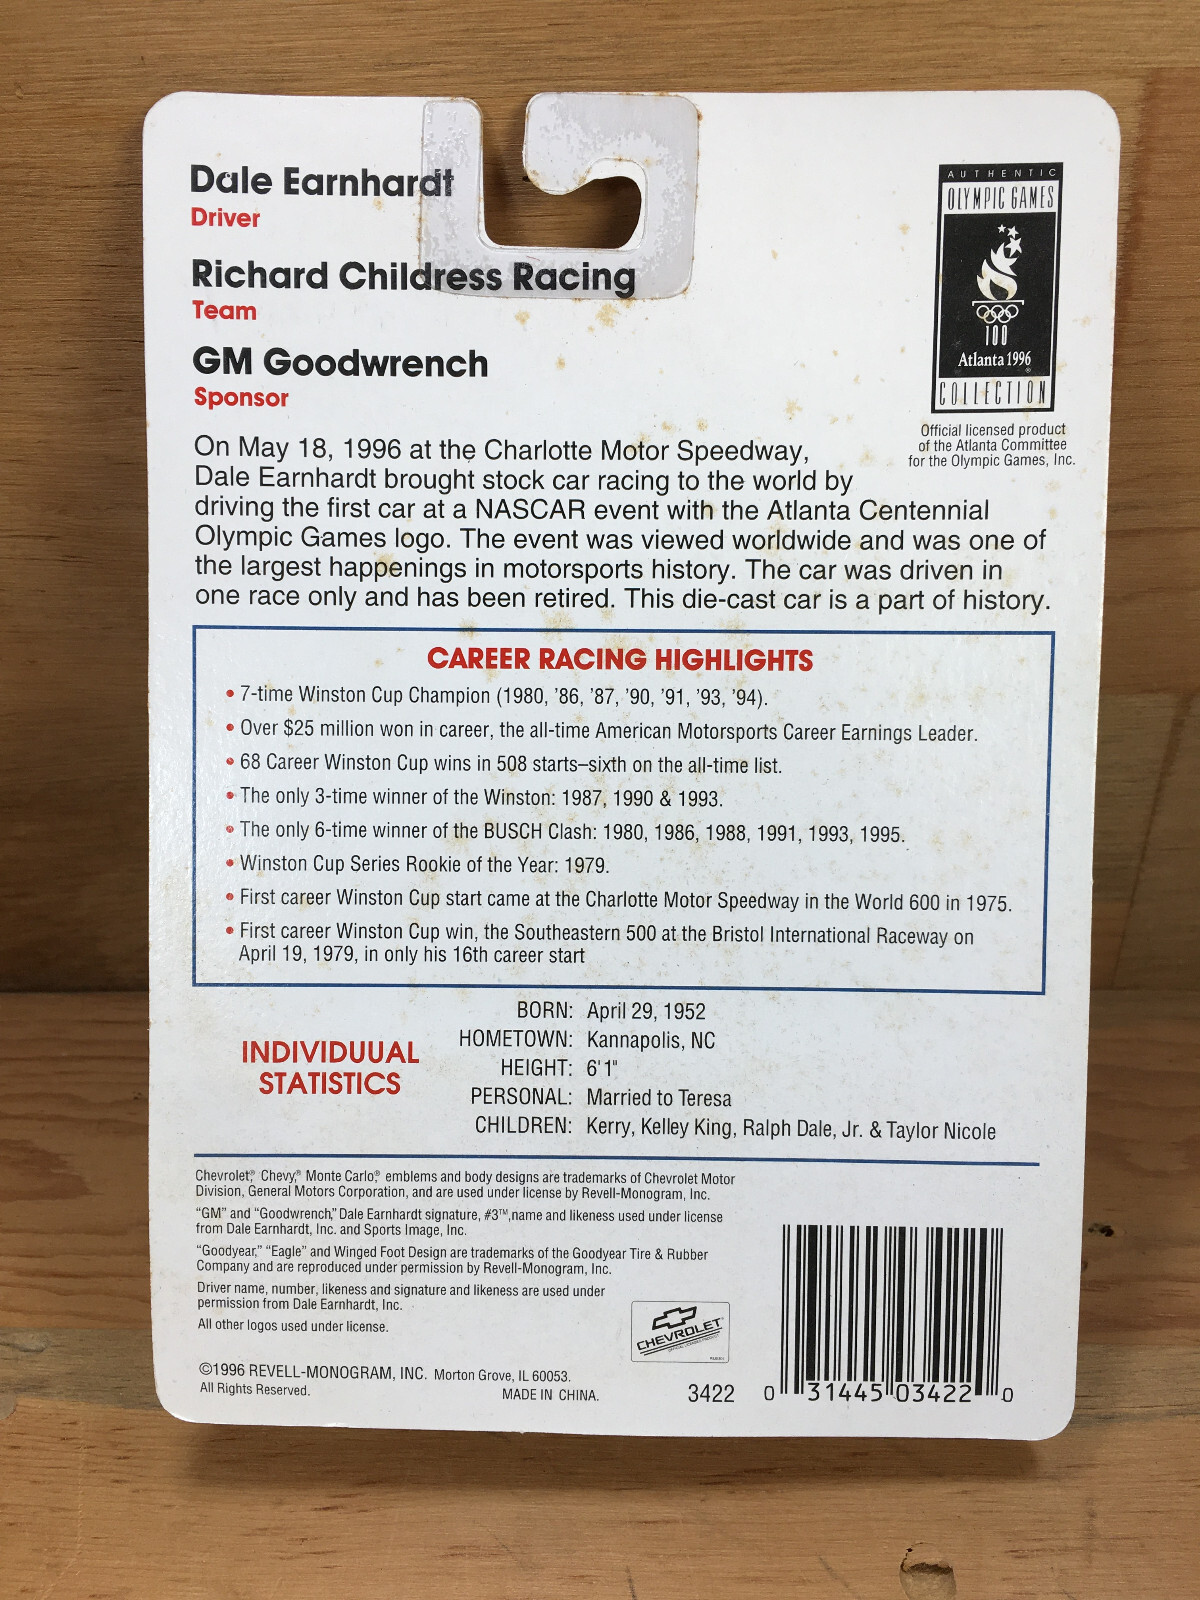 Dale Earnhardt
Driver
Richard Childress Racing
Team
GM Goodwrench
Sponsor
AUTHENTIC
OLYMPIC GAMES
100
Atlanta 1996
®
COLLECTION
Official licensed product
of the Atlanta Committee
for the Olympic Games, Inc.
On May 18, 1996 at the Charlotte Motor Speedway,
Dale Earnhardt brought stock car racing to the world by
driving the first car at a NASCAR event with the Atlanta Centennial
Olympic Games logo. The event was viewed worldwide and was one of
the largest happenings in motorsports history. The car was driven in
one race only and has been retired. This die-cast car is a part of history.
CAREER RACING HIGHLIGHTS
• 7-time Winston Cup Champion (1980, '86, '87, '90, '91, '93, '94).
• Over $25 million won in career, the all-time American Motorsports Career Earnings Leader.
• 68 Career Winston Cup wins in 508 starts–sixth on the all-time list.
• The only 3-time winner of the Winston: 1987, 1990 & 1993.
• The only 6-time winner of the BUSCH Clash: 1980, 1986, 1988, 1991, 1993, 1995.
• Winston Cup Series Rookie of the Year: 1979.
• First career Winston Cup start came at the Charlotte Motor Speedway in the World 600 in 1975.
• First career Winston Cup win, the Southeastern 500 at the Bristol International Raceway on
April 19, 1979, in only his 16th career start
INDIVIDUUAL
STATISTICS
BORN: April 29, 1952
HOMETOWN: Kannapolis, NC
HEIGHT: 6'1"
PERSONAL: Married to Teresa
CHILDREN: Kerry, Kelley King, Ralph Dale, Jr. & Taylor Nicole
Chevrolet,® Chevy,® Monte Carlo,® emblems and body designs are trademarks of Chevrolet Motor
Division, General Motors Corporation, and are used under license by Revell-Monogram, Inc.
“GM” and “Goodwrench,” Dale Earnhardt signature, #3™, name and likeness used under license
from Dale Earnhardt, Inc. and Sports Image, Inc.
“Goodyear,” “Eagle” and Winged Foot Design are trademarks of the Goodyear Tire & Rubber
Company and are reproduced under permission by Revell-Monogram, Inc.
Driver name, number, likeness and signature and likeness are used under
permission from Dale Earnhardt, Inc.
All other logos used under license.
CHEVROLET
©1996 REVELL-MONOGRAM, INC. Morton Grove, IL 60053.
All Rights Reserved. MADE IN CHINA.
3422
0 31445 03422 0